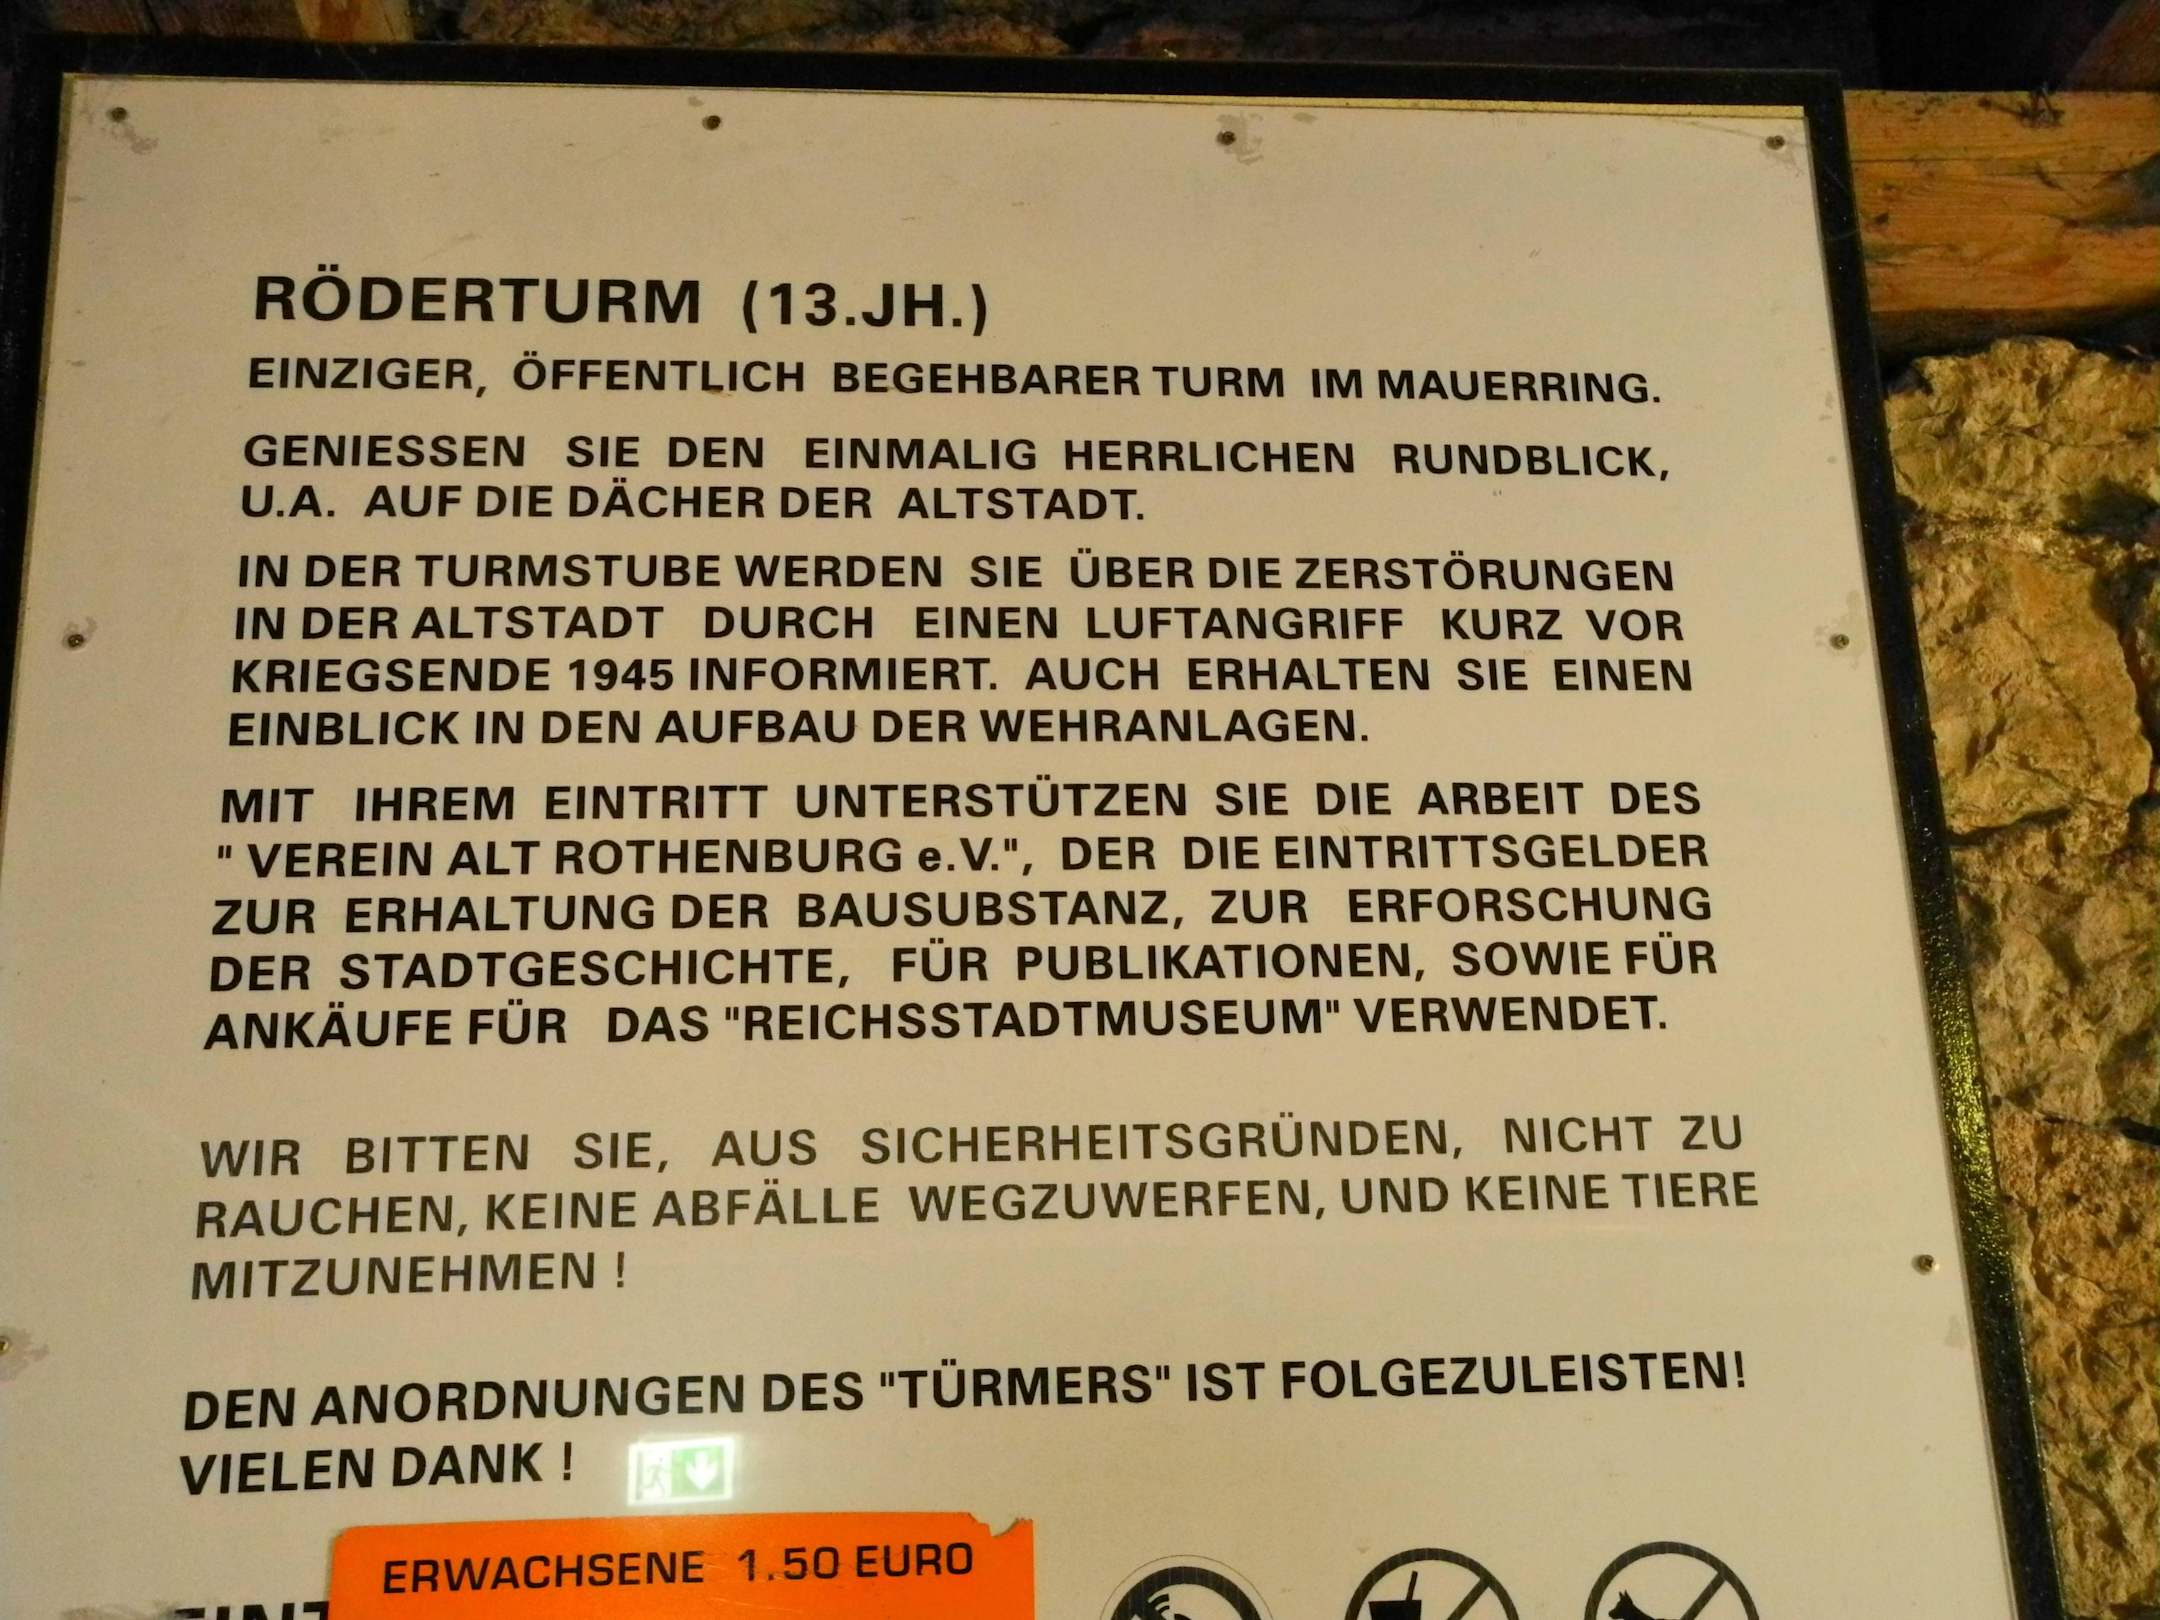 RÖDERTURM (13.JH.)
EINZIGER, ÖFFENTLICH BEGEHBARER TURM IM MAUERRING.
GENIESSEN SIE DEN EINMALIG HERRLICHEN RUNDBLICK,
U.A. AUF DIE DÄCHER DER ALTSTADT.
IN DER TURMSTUBE WERDEN SIE ÜBER DIE ZERSTÖRUNGEN
IN DER ALTSTADT DURCH EINEN LUFTANGRIFF KURZ VOR
KRIEGSENDE 1945 INFORMIERT. AUCH ERHALTEN SIE EINEN
EINBLICK IN DEN AUFBAU DER WEHRANLAGEN.
MIT IHREM EINTRITT UNTERSTÜTZEN SIE DIE ARBEIT DES
" VEREIN ALT ROTHENBURG e.V.", DER DIE EINTRITTSGELDER
ZUR ERHALTUNG DER BAUSUBSTANZ, ZUR ERFORSCHUNG
DER STADTGESCHICHTE, FÜR PUBLIKATIONEN, SOWIE FÜR
ANKÄUFE FÜR DAS "REICHSSTADTMUSEUM" VERWENDET.
WIR BITTEN SIE, AUS SICHERHEITSGRÜNDEN, NICHT ZU
RAUCHEN, KEINE ABFÄLLE WEGZUWERFEN, UND KEINE TIERE
MITZUNEHMEN !
DEN ANORDNUNGEN DES "TÜRMERS" IST FOLGEZULEISTEN!
VIELEN DANK !
ERWACHSENE 1.50 EURO